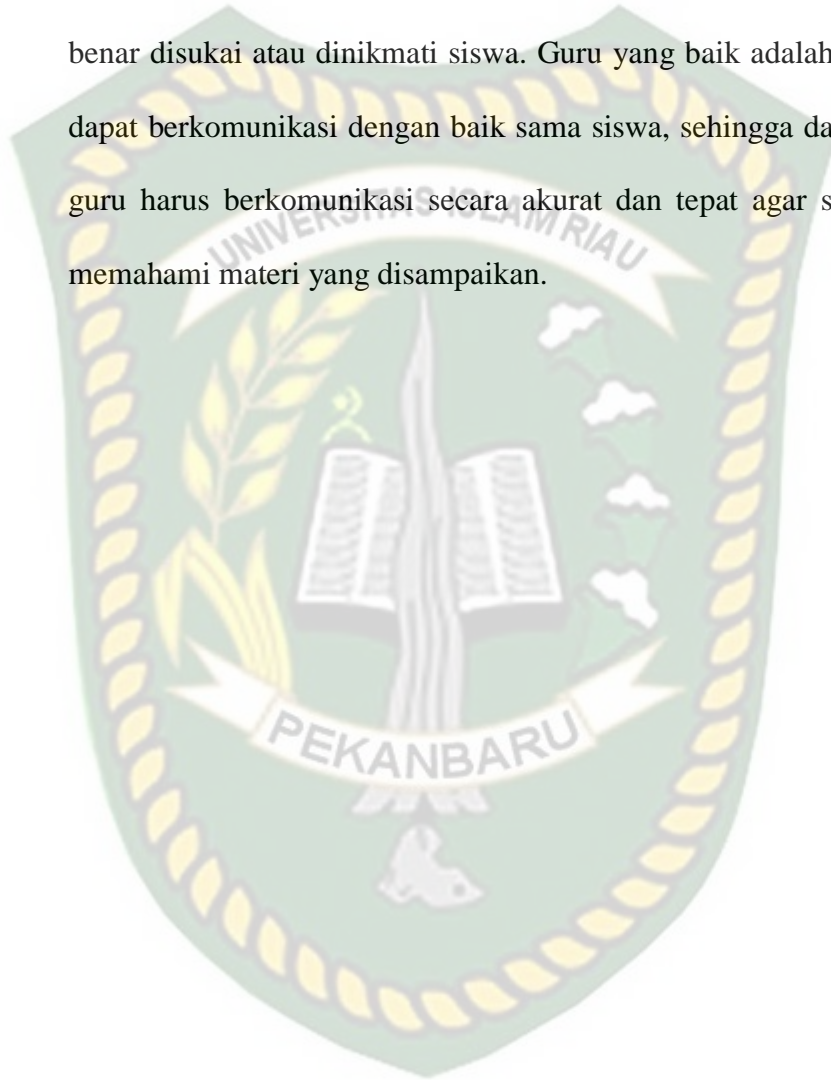 benar disukai atau dinikmati siswa. Guru yang baik adalah
dapat berkomunikasi dengan baik sama siswa, sehingga da
guru harus berkomunikasi secara akurat dan tepat agar s
memahami materi yang disampaikan.
UNIVERSITAS ISLAM RIAU
PEKANBARU